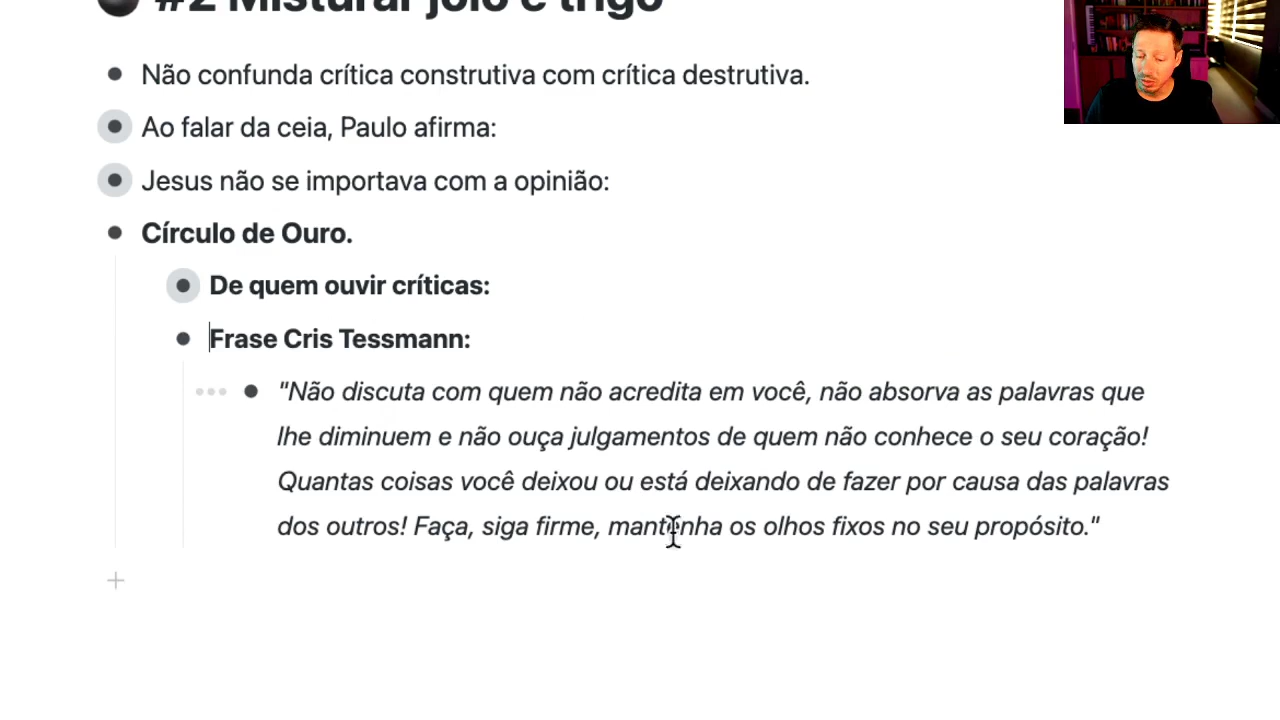 #2 Misturar joio e trigo
Não confunda crítica construtiva com crítica destrutiva.
Ao falar da ceia, Paulo afirma:
Jesus não se importava com a opinião:
Círculo de Ouro.
De quem ouvir críticas:
Frase Cris Tessmann:
"Não discuta com quem não acredita em você, não absorva as palavras que
lhe diminuem e não ouça julgamentos de quem não conhece o seu coração!
Quantas coisas você deixou ou está deixando de fazer por causa das palavras
dos outros! Faça, siga firme, mantenha os olhos fixos no seu propósito."